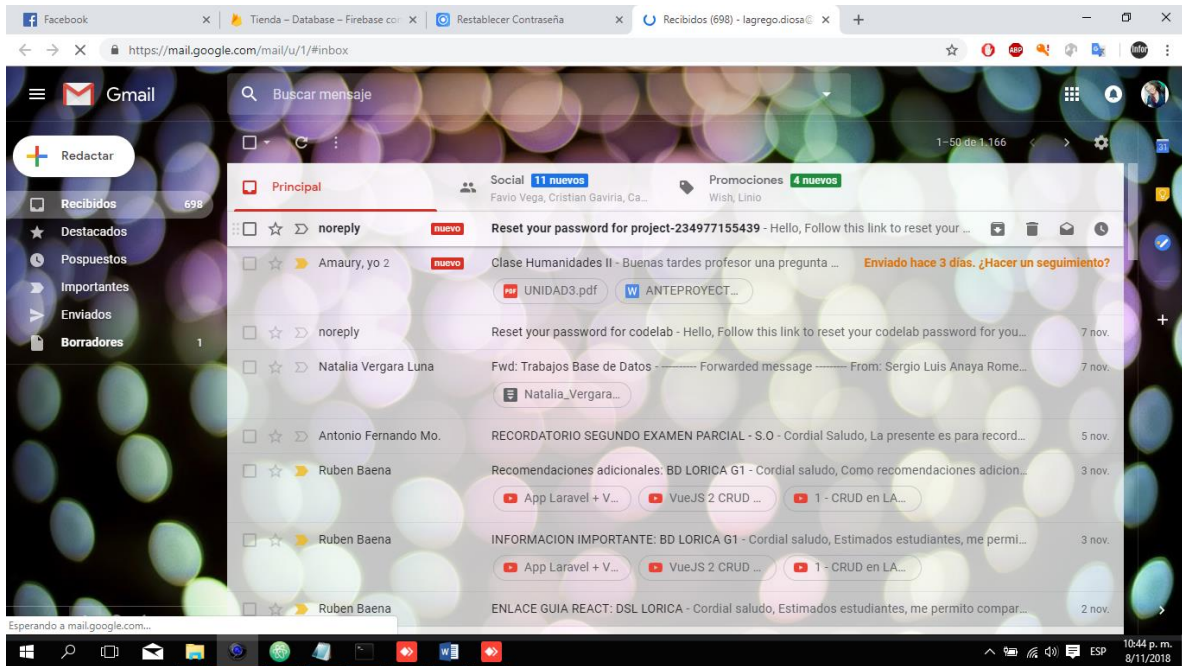 Facebook
Tienda – Database – Firebase con
Restablecer Contraseña
Recibidos (698) - lagrego.diosa@
https://mail.google.com/mail/u/1/#inbox
Gmail
Buscar mensaje
1–50 de 1.166
Redactar
Principal
Social 11 nuevos
Favio Vega, Cristian Gaviria, Ca...
Promociones 4 nuevos
Wish, Linio
Recibidos 698
Destacados
Pospuestos
Importantes
Enviados
Borradores 1
noreply nuevo Reset your password for project-234977155439 - Hello, Follow this link to reset your ...
Amaury, yo 2 nuevo Clase Humanidades II - Buenas tardes profesor una pregunta ... Enviado hace 3 días. ¿Hacer un seguimiento?
PDF UNIDAD3.pdf W ANTEPROYECT...
noreply Reset your password for codelab - Hello, Follow this link to reset your codelab password for you... 7 nov.
Natalia Vergara Luna Fwd: Trabajos Base de Datos - ---------- Forwarded message --------- From: Sergio Luis Anaya Rome... 7 nov.
Natalia_Vergara...
Antonio Fernando Mo. RECORDATORIO SEGUNDO EXAMEN PARCIAL - S.O - Cordial Saludo, La presente es para record... 5 nov.
Ruben Baena Recomendaciones adicionales: BD LORICA G1 - Cordial saludo, Como recomendaciones adicion... 3 nov.
App Laravel + V... VueJS 2 CRUD ... 1 - CRUD en LA...
Ruben Baena INFORMACION IMPORTANTE: BD LORICA G1 - Cordial saludo, Estimados estudiantes, me permi... 3 nov.
App Laravel + V... VueJS 2 CRUD ... 1 - CRUD en LA...
Ruben Baena ENLACE GUIA REACT: DSL LORICA - Cordial saludo, Estimados estudiantes, me permito compar... 2 nov.
Esperando a mail.google.com...
ESP
10:44 p. m.
8/11/2018